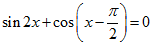 sin 2x + cos(x − π/2) = 0